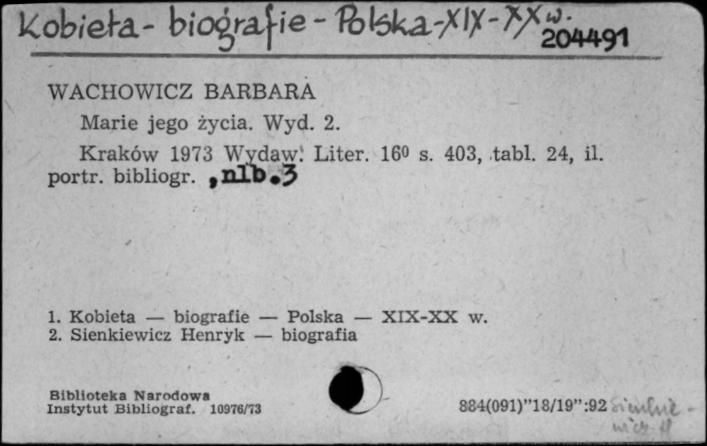 Kobieta - biografie - Polska - XIX - XX w.
204491
WACHOWICZ BARBARA
Marie jego życia. Wyd. 2.
Kraków 1973 Wydaw. Liter. 16⁰ s. 403, tabl. 24, il.
portr. bibliogr. , nlb. 3
1. Kobieta — biografie — Polska — XIX-XX w.
2. Sienkiewicz Henryk — biografia
Biblioteka Narodowa
Instytut Bibliograf. 10976/73
884(091)"18/19":92 Sienkie-
wicz H